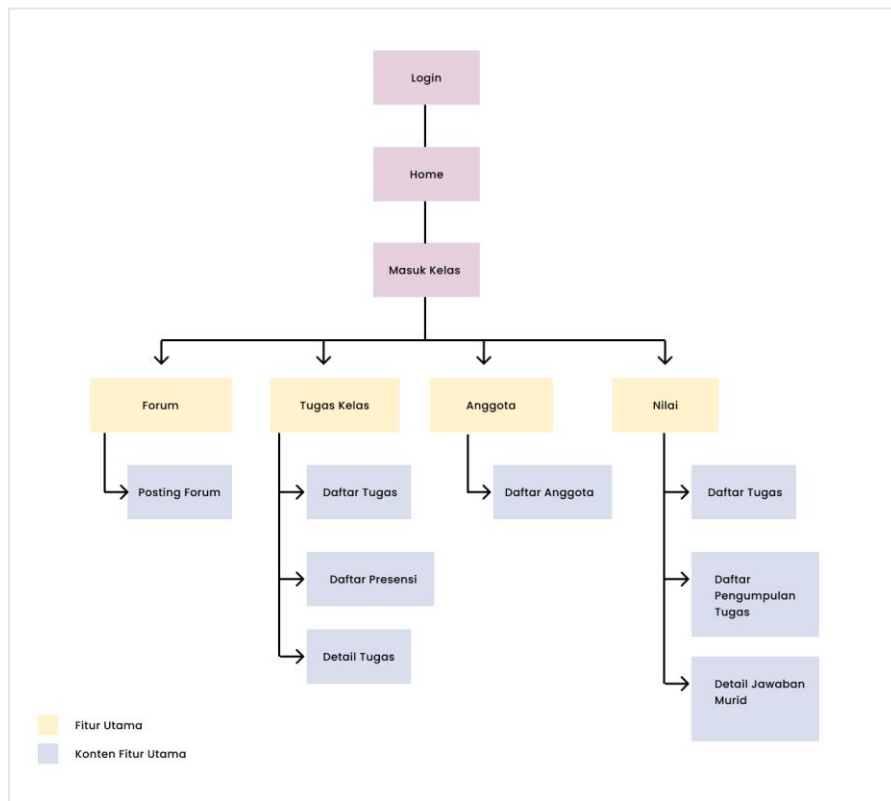 Login
Home
Masuk Kelas
Forum
Tugas Kelas
Anggota
Nilai
Posting Forum
Daftar Tugas
Daftar Anggota
Daftar Tugas
Daftar Presensi
Daftar
Pengumpulan
Tugas
Detail Tugas
Detail Jawaban
Murid
Fitur Utama
Konten Fitur Utama